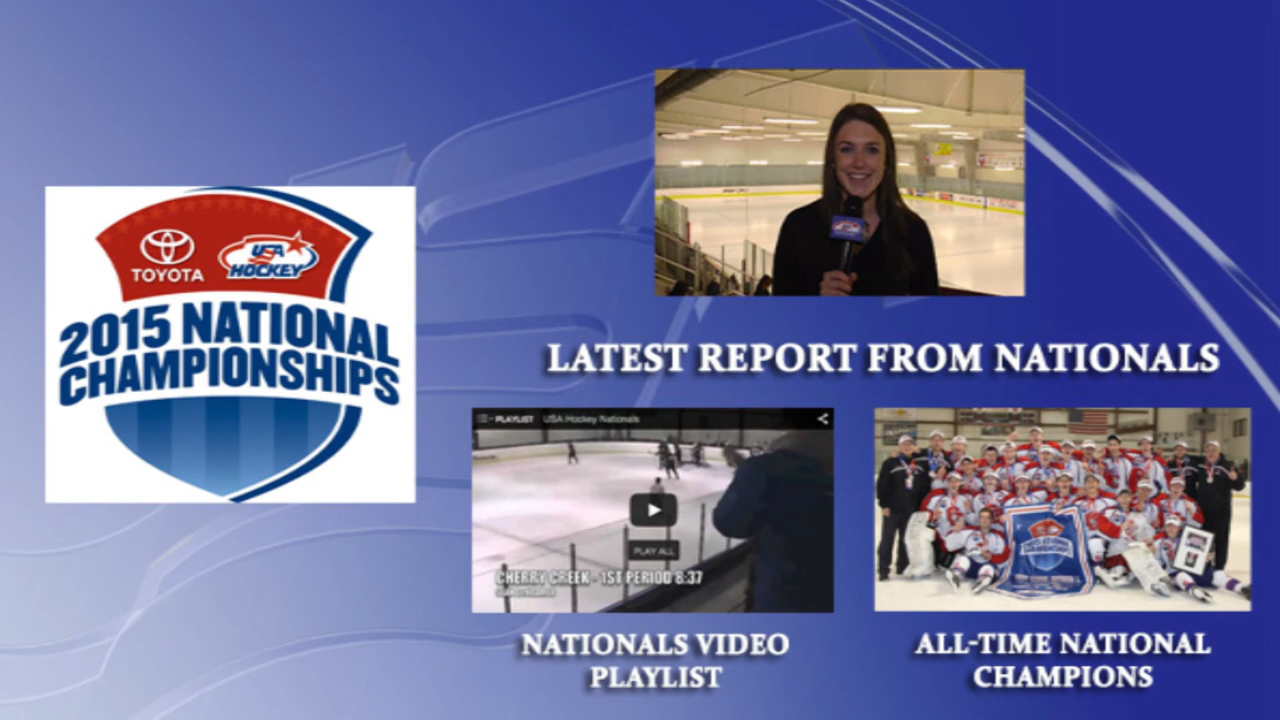 TOYOTA
USA
HOCKEY
2015 NATIONAL
CHAMPIONSHIPS
LATEST REPORT FROM NATIONALS
PLAYLIST USA Hockey Nationals
PLAY ALL
CHERRY CREEK - 1ST PERIOD 8:37
NATIONALS VIDEO
PLAYLIST
CHAMPIONSHIPS
ALL-TIME NATIONAL
CHAMPIONS